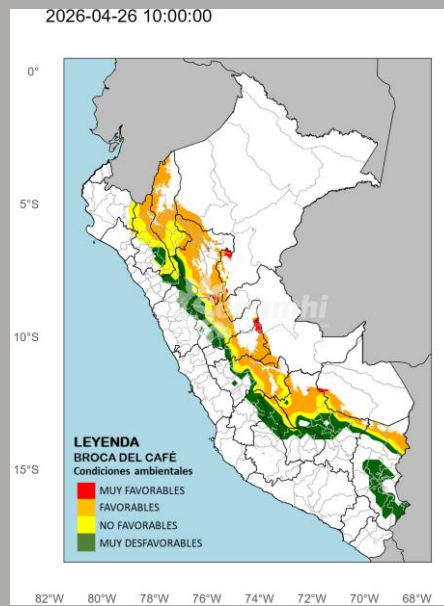 2026-04-26 10:00:00
0°
5°S
10°S
15°S
senamhi
LEYENDA
BROCA DEL CAFÉ
Condiciones ambientales
MUY FAVORABLES
FAVORABLES
NO FAVORABLES
MUY DESFAVORABLES
82°W 80°W 78°W 76°W 74°W 72°W 70°W 68°W